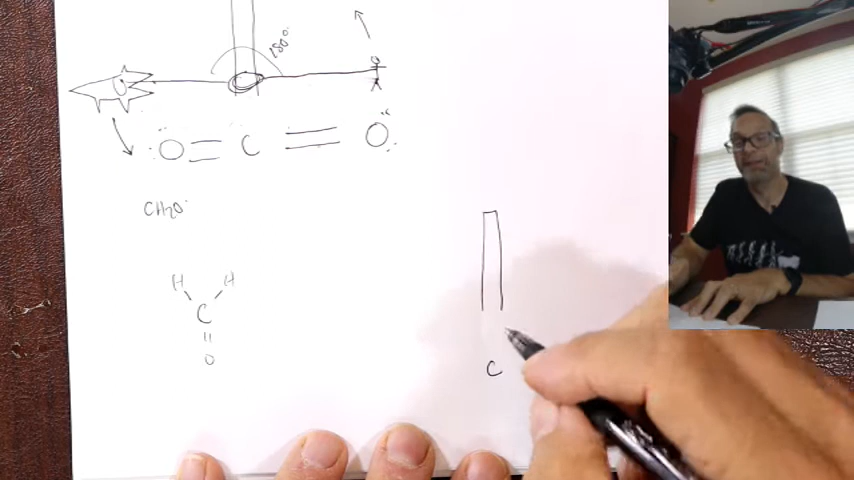 180°
:Ö=C=Ö:
CH₂O
H H
C
O
C